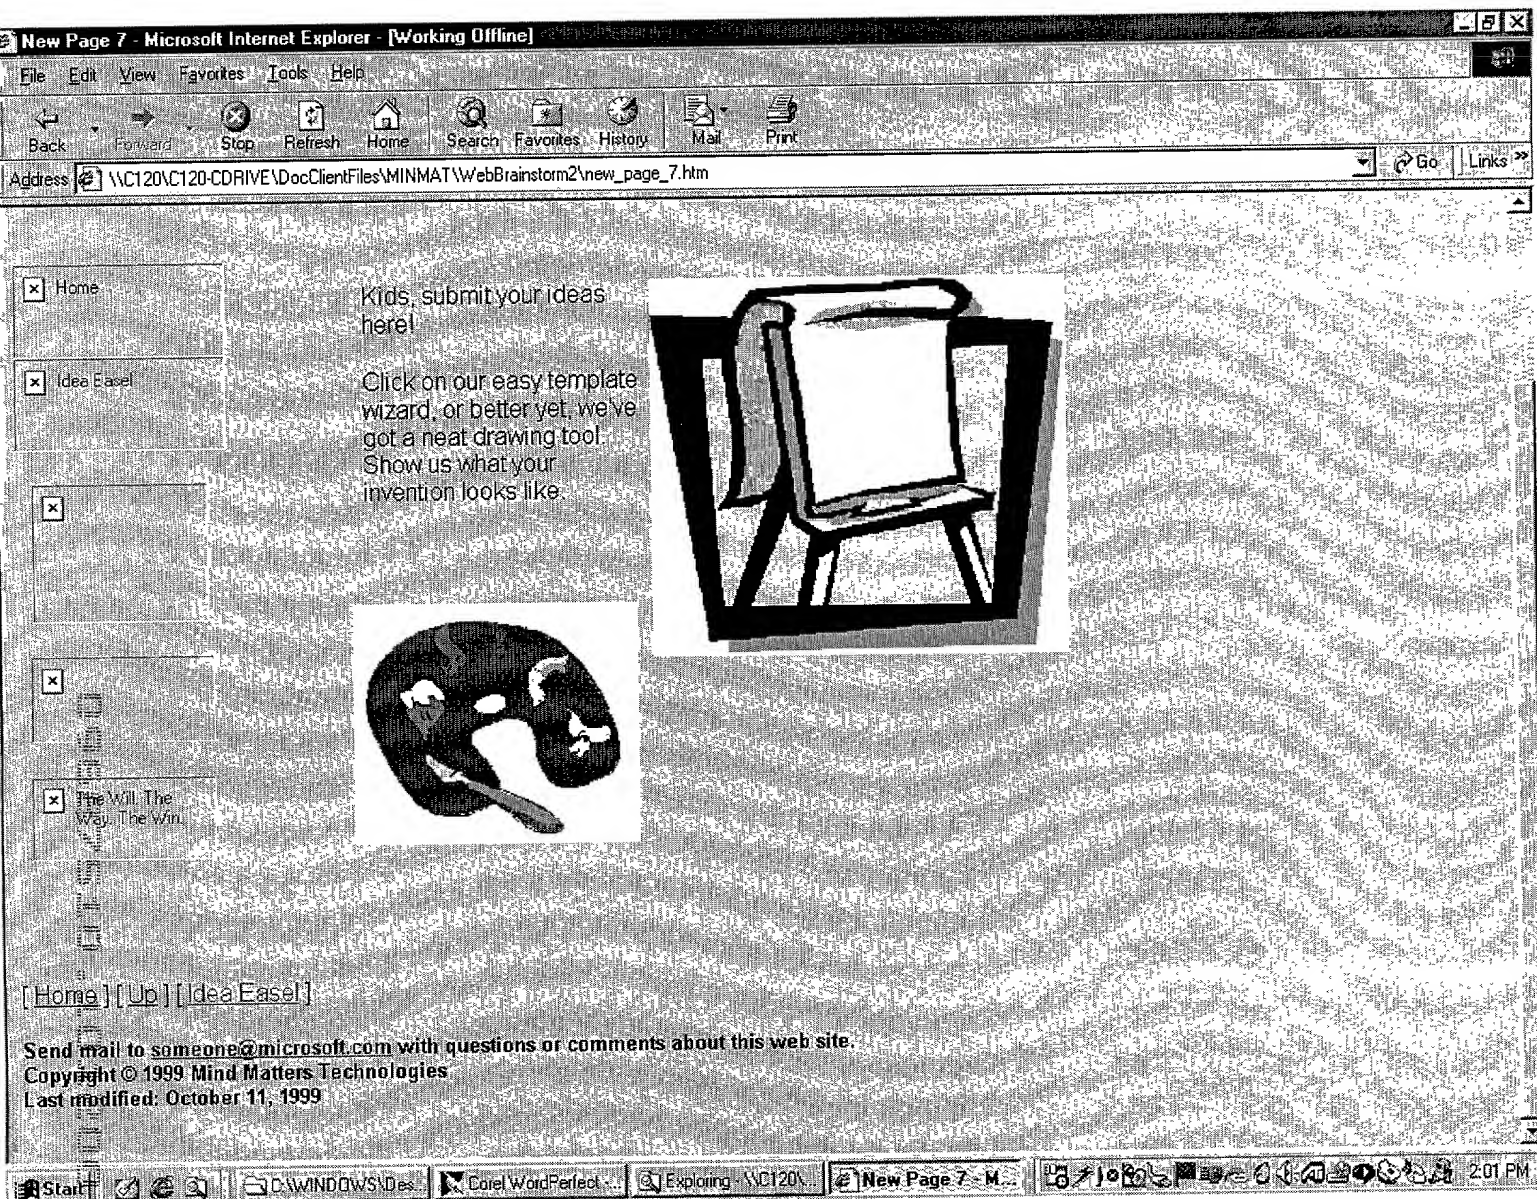 New Page 7 - Microsoft Internet Explorer - [Working Offline]
File Edit View Favorites Tools Help
Back Forward Stop Refresh Home Search Favorites History Mail Print
Address \\C120\C120-CDRIVE\DocClientFiles\MINMAT\WebBrainstorm2\new_page_7.htm Go Links »
Home
Idea Easel
Kids, submit your ideas
here!
Click on our easy template
wizard, or better yet, we've
got a neat drawing tool.
Show us what your
invention looks like.
The Will. The
Way. The Win.
[ Home ] [ Up ] [ Idea Easel ]
Send mail to someone@microsoft.com with questions or comments about this web site.
Copyright © 1999 Mind Matters Technologies
Last modified: October 11, 1999
Start C:\WINDOWS\Des... Corel WordPerfect ... Exploring - \\C120\... New Page 7 - M... 2:01 PM